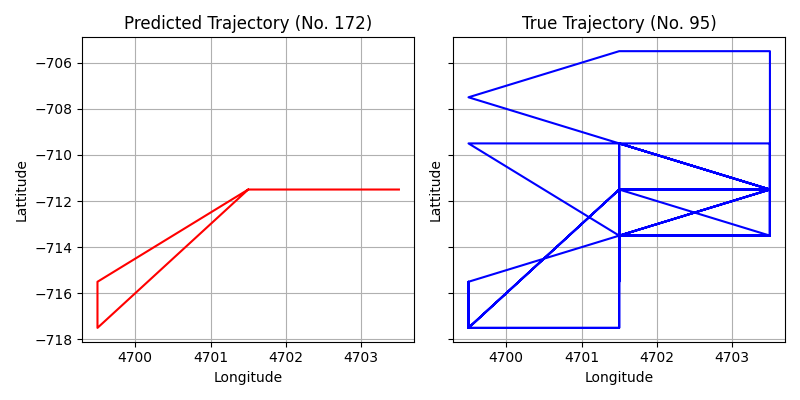 Predicted Trajectory (No. 172)
True Trajectory (No. 95)
−706
−708
−710
−712
−714
−716
−718
Lattitude
Lattitude
4700
4701
4702
4703
4700
4701
4702
4703
Longitude
Longitude